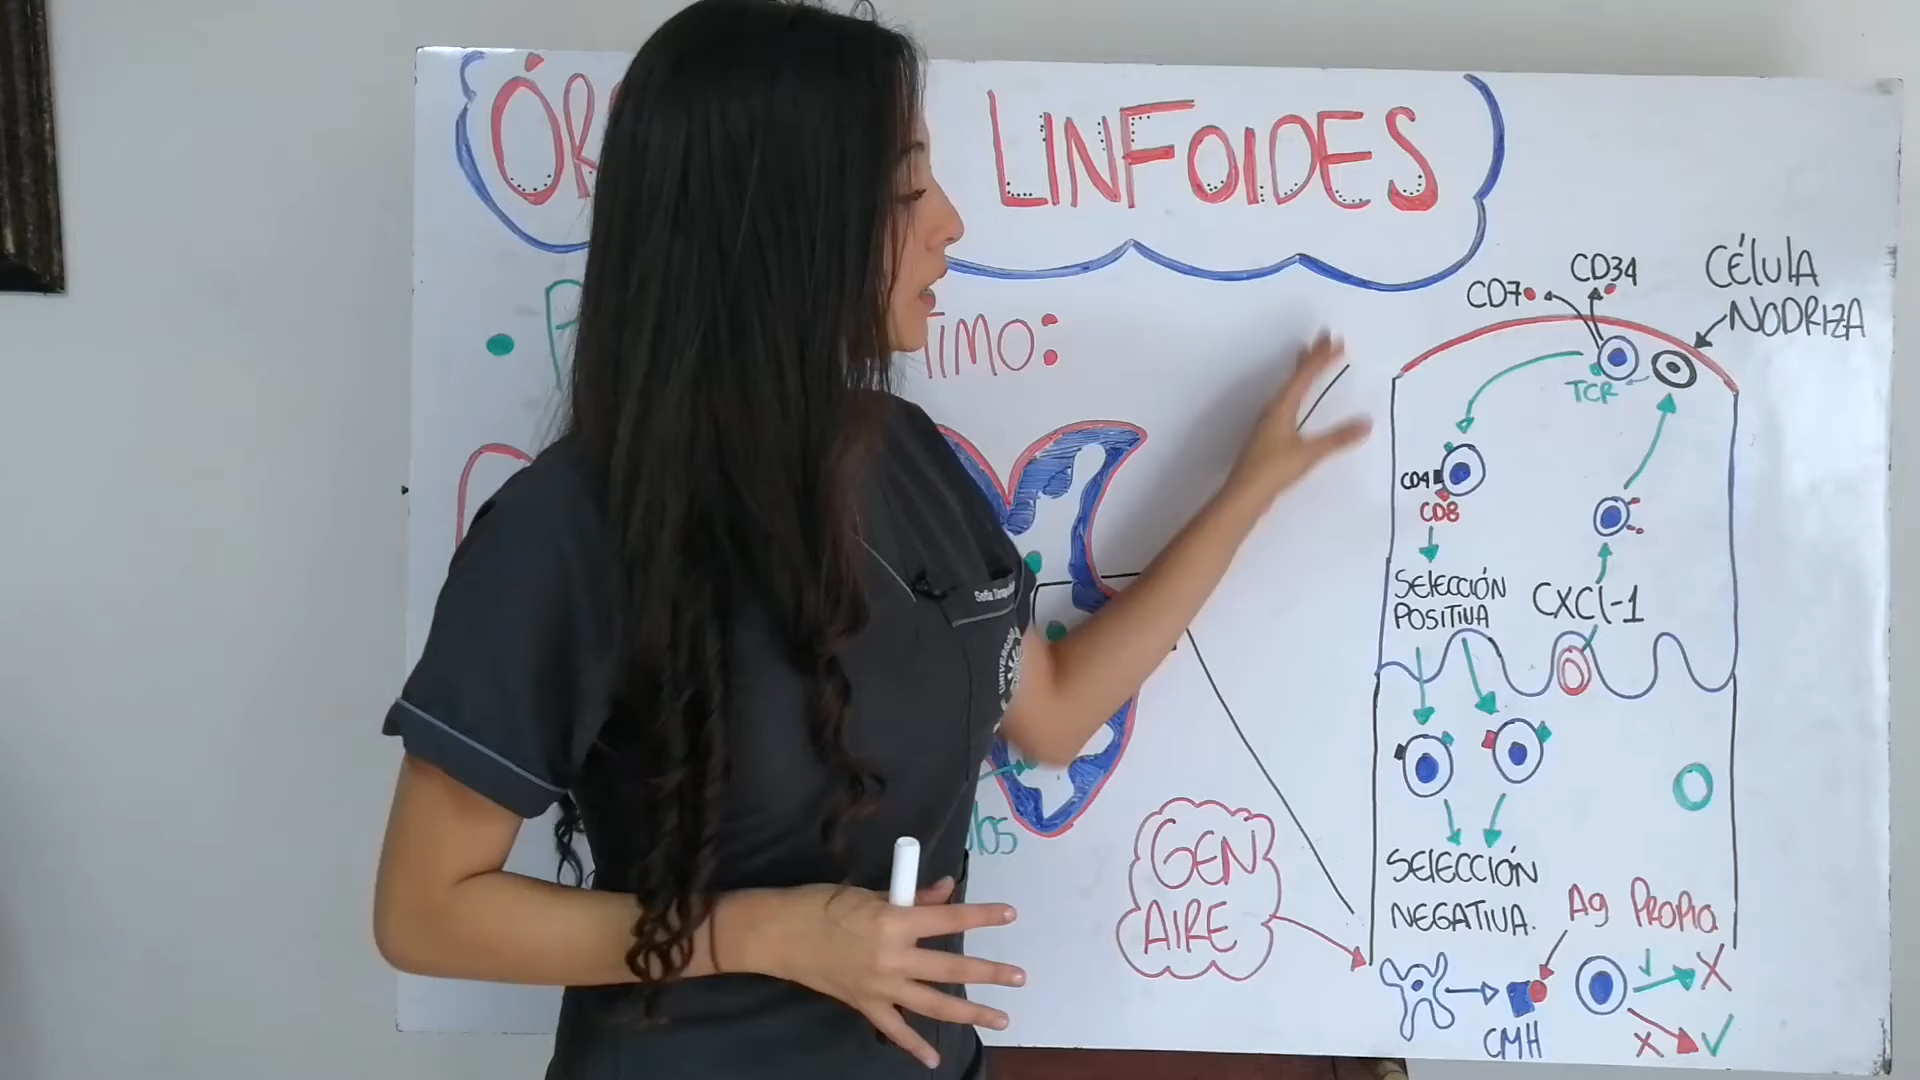 LINFOIDES
TIMO:
CD7
CD34
CÉLULA
NODRIZA
TCR
CD4
CD8
SELECCIÓN
POSITIVA
CXCL-1
GEN
AIRE
SELECCIÓN
NEGATIVA.
Ag PROPIO
CMH